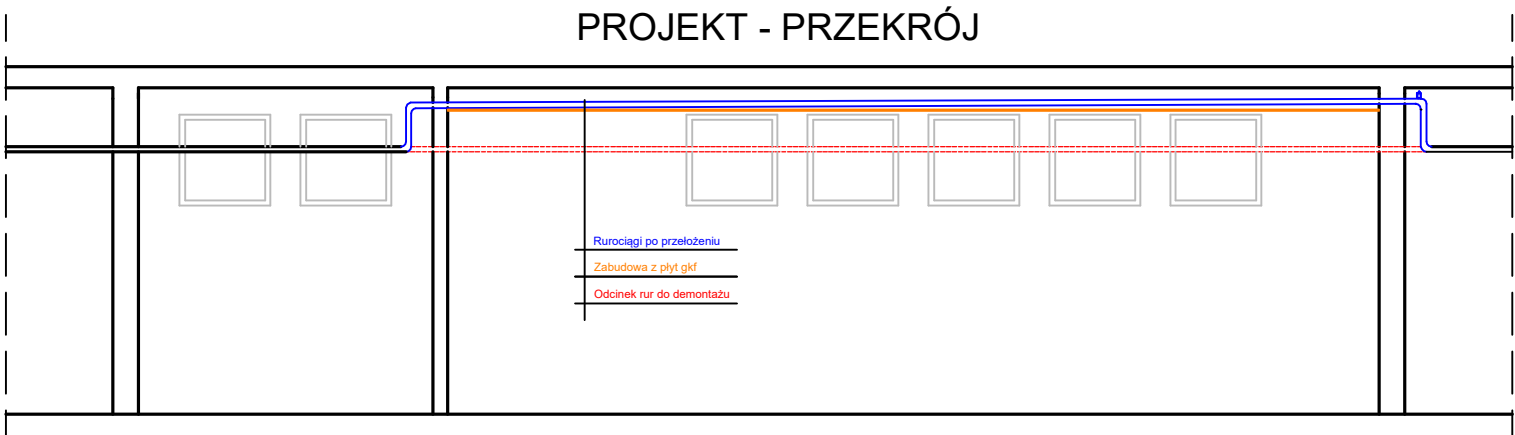 PROJEKT - PRZEKRÓJ
Rurociągi po przełożeniu
Zabudowa z płyt gkf
Odcinek rur do demontażu